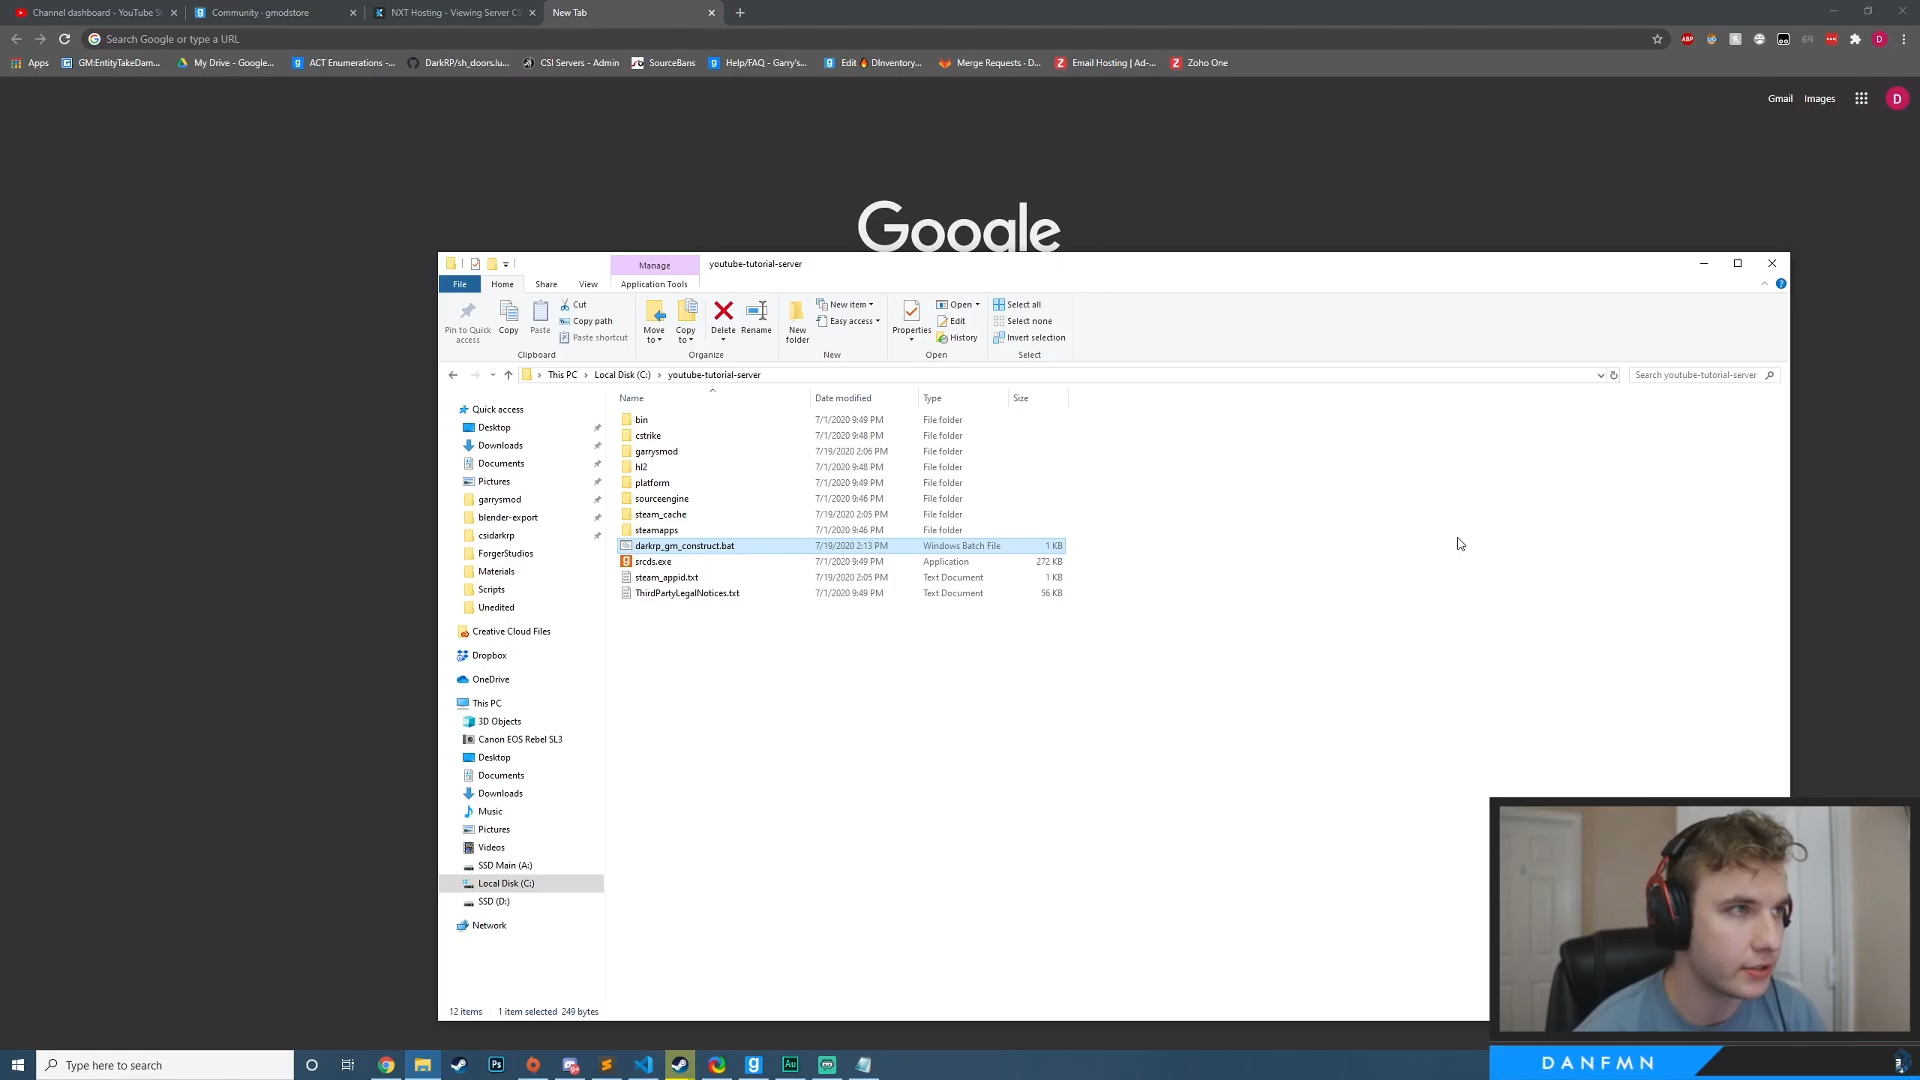 Channel dashboard - YouTube St
Community - gmodstore
NXT Hosting - Viewing Server CS
New Tab
Search Google or type a URL
ABP
D
Apps
GM:EntityTakeDam...
My Drive - Google...
ACT Enumerations -...
DarkRP/sh_doors.lu...
CSI Servers - Admin
SourceBans
Help/FAQ - Garry's...
Edit 🔥 DInventory...
Merge Requests · D...
Email Hosting | Ad-...
Zoho One
Gmail
Images
D
Google
Manage
youtube-tutorial-server
File
Home
Share
View
Application Tools
Pin to Quick access
Copy
Paste
Cut
Copy path
Paste shortcut
Move to
Copy to
Delete
Rename
New folder
New item
Easy access
Properties
Open
Edit
History
Select all
Select none
Invert selection
Clipboard
Organize
New
Open
Select
This PC > Local Disk (C:) > youtube-tutorial-server
Search youtube-tutorial-server
Name Date modified Type Size
bin 7/1/2020 9:49 PM File folder
cstrike 7/1/2020 9:48 PM File folder
garrysmod 7/19/2020 2:06 PM File folder
hl2 7/1/2020 9:48 PM File folder
platform 7/1/2020 9:49 PM File folder
sourceengine 7/1/2020 9:46 PM File folder
steam_cache 7/19/2020 2:05 PM File folder
steamapps 7/1/2020 9:46 PM File folder
darkrp_gm_construct.bat 7/19/2020 2:13 PM Windows Batch File 1 KB
srcds.exe 7/1/2020 9:49 PM Application 272 KB
steam_appid.txt 7/19/2020 2:05 PM Text Document 1 KB
ThirdPartyLegalNotices.txt 7/1/2020 9:49 PM Text Document 56 KB
Quick access
Desktop
Downloads
Documents
Pictures
garrysmod
blender-export
csidarkrp
ForgerStudios
Materials
Scripts
Unedited
Creative Cloud Files
Dropbox
OneDrive
This PC
3D Objects
Canon EOS Rebel SL3
Desktop
Documents
Downloads
Music
Pictures
Videos
SSD Main (A:)
Local Disk (C:)
SSD (D:)
Network
12 items 1 item selected 249 bytes
Type here to search
Ps
g
Au
DANFMN